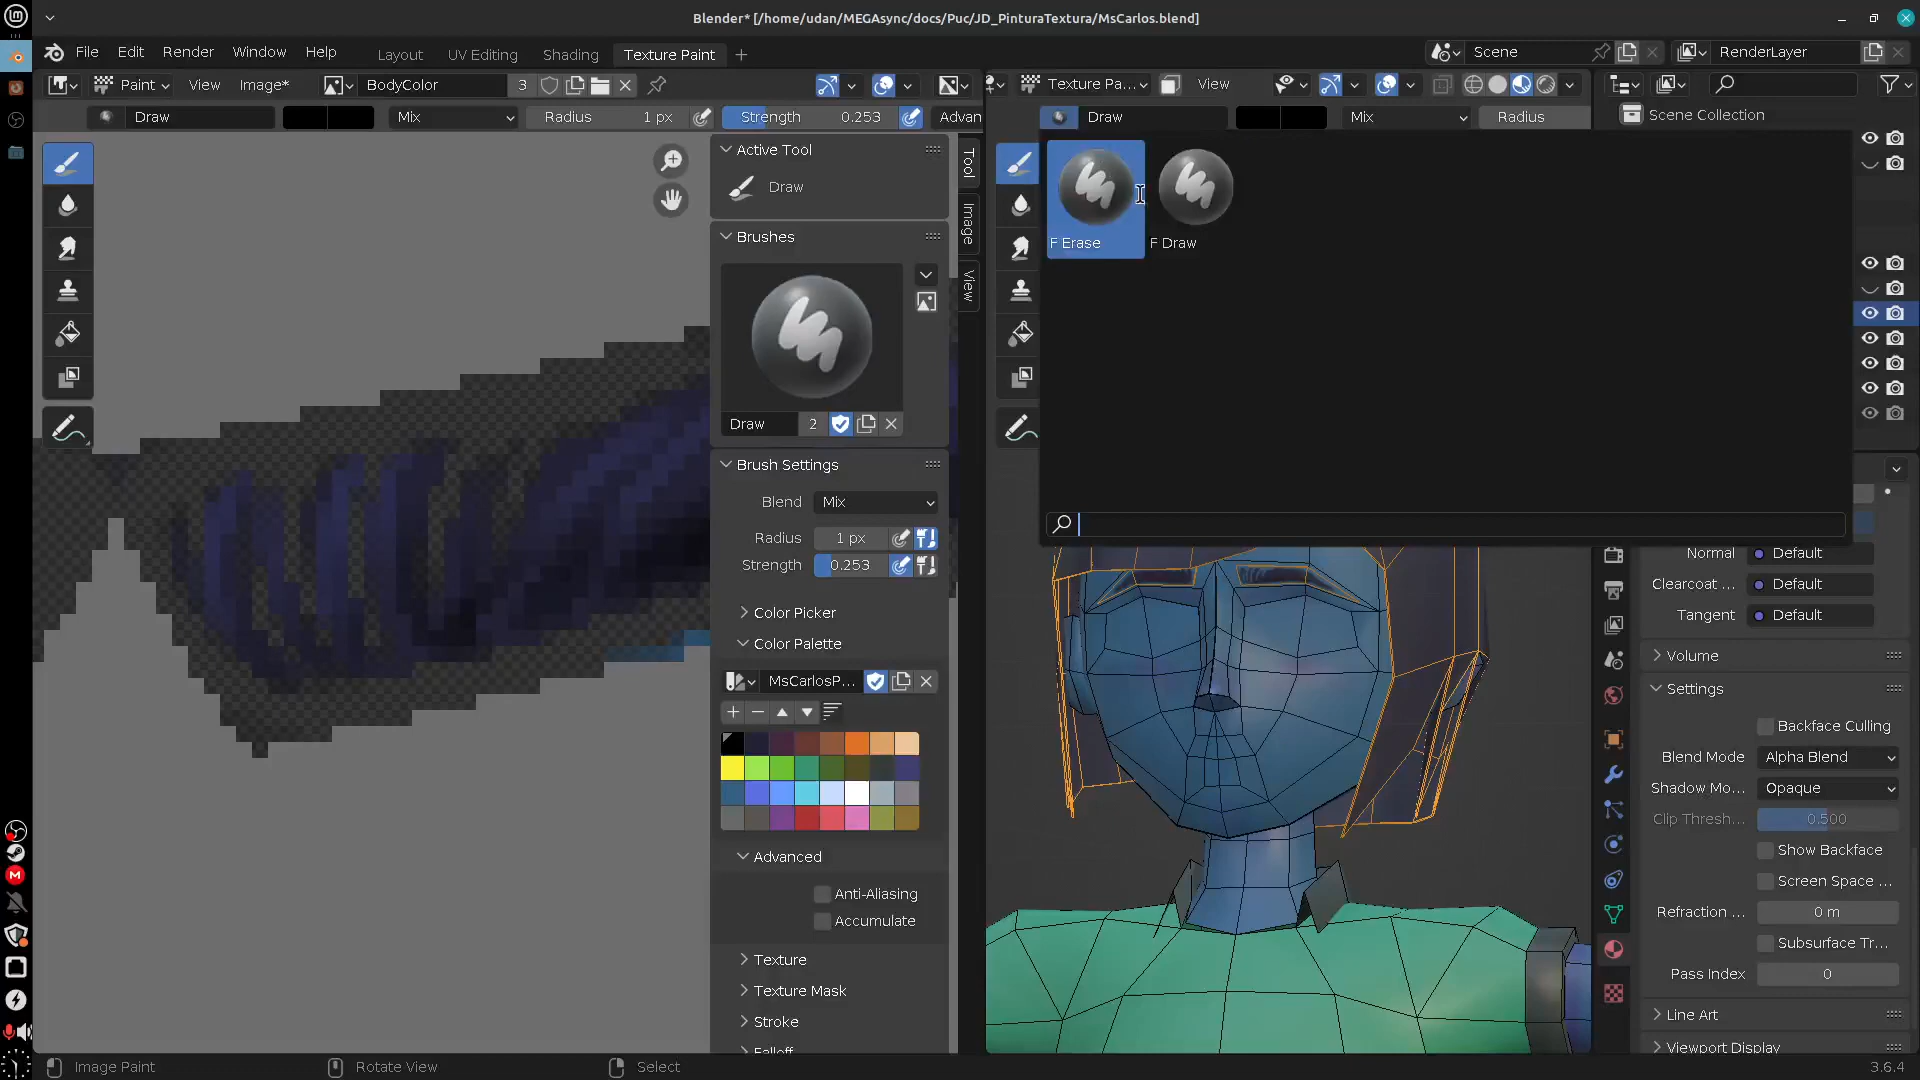 Blender* [/home/udan/MEGAsync/docs/Puc/JD_PinturaTextura/MsCarlos.blend]
File Edit Render Window Help Layout UV Editing Shading Texture Paint + Scene RenderLayer
Paint View Image* BodyColor 3 Texture Pa... View
Draw Mix Radius 1 px Strength 0.253 Advan Draw Mix Radius Scene Collection
Active Tool
Draw
Tool
Image
View
Brushes
F Erase F Draw
Draw 2
Brush Settings
Blend Mix
Radius 1 px
Strength 0.253
Color Picker
Color Palette
MsCarlosP...
Advanced
Anti-Aliasing
Accumulate
Texture
Texture Mask
Stroke
Falloff
Normal Default
Clearcoat ... Default
Tangent Default
Volume
Settings
Backface Culling
Blend Mode Alpha Blend
Shadow Mo... Opaque
Clip Thresh... 0.500
Show Backface
Screen Space ...
Refraction ... 0 m
Subsurface Tr...
Pass Index 0
Line Art
Viewport Display
Image Paint Rotate View Select 3.6.4